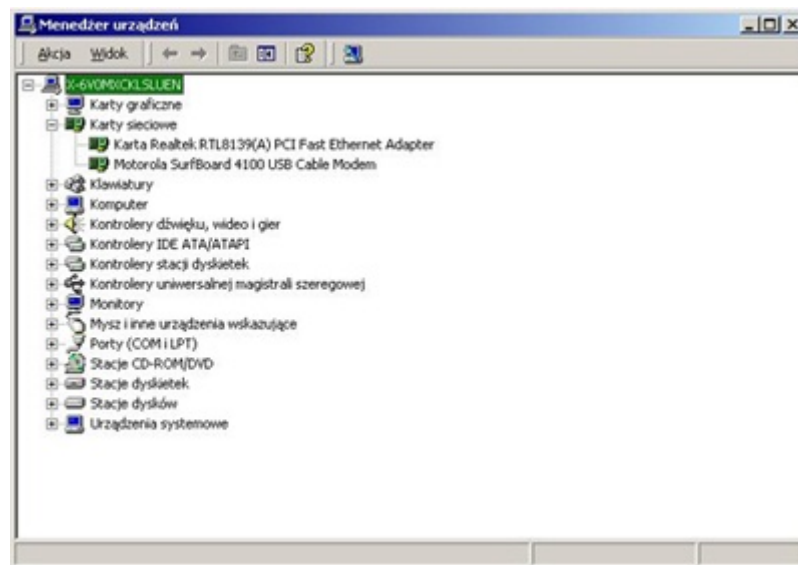 Menedżer urządzeń
Akcja Widok
X-6V0MXCKLSLUEN
Karty graficzne
Karty sieciowe
Karta Realtek RTL8139(A) PCI Fast Ethernet Adapter
Motorola SurfBoard 4100 USB Cable Modem
Klawiatury
Komputer
Kontrolery dźwięku, wideo i gier
Kontrolery IDE ATA/ATAPI
Kontrolery stacji dyskietek
Kontrolery uniwersalnej magistrali szeregowej
Monitory
Mysz i inne urządzenia wskazujące
Porty (COM i LPT)
Stacje CD-ROM/DVD
Stacje dyskietek
Stacje dysków
Urządzenia systemowe